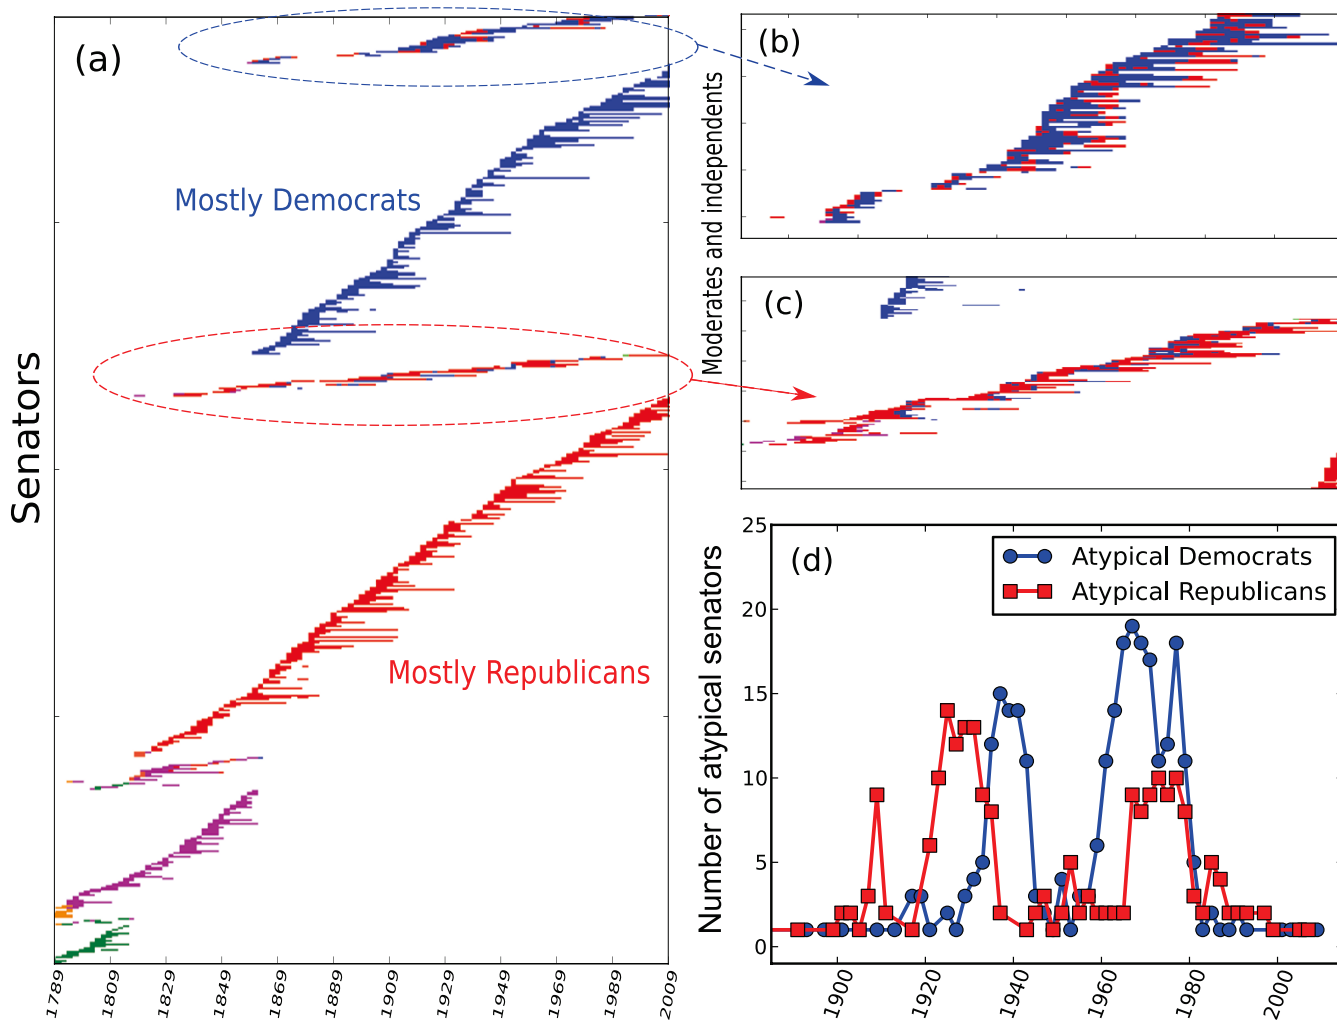 (a)
Mostly Democrats
Mostly Republicans
Senators
1789
1809
1829
1849
1869
1889
1909
1929
1949
1969
1989
2009
(b)
Moderates and independents
(c)
(d)
Atypical Democrats
Atypical Republicans
Number of atypical senators
25
20
15
10
5
0
1900
1920
1940
1960
1980
2000